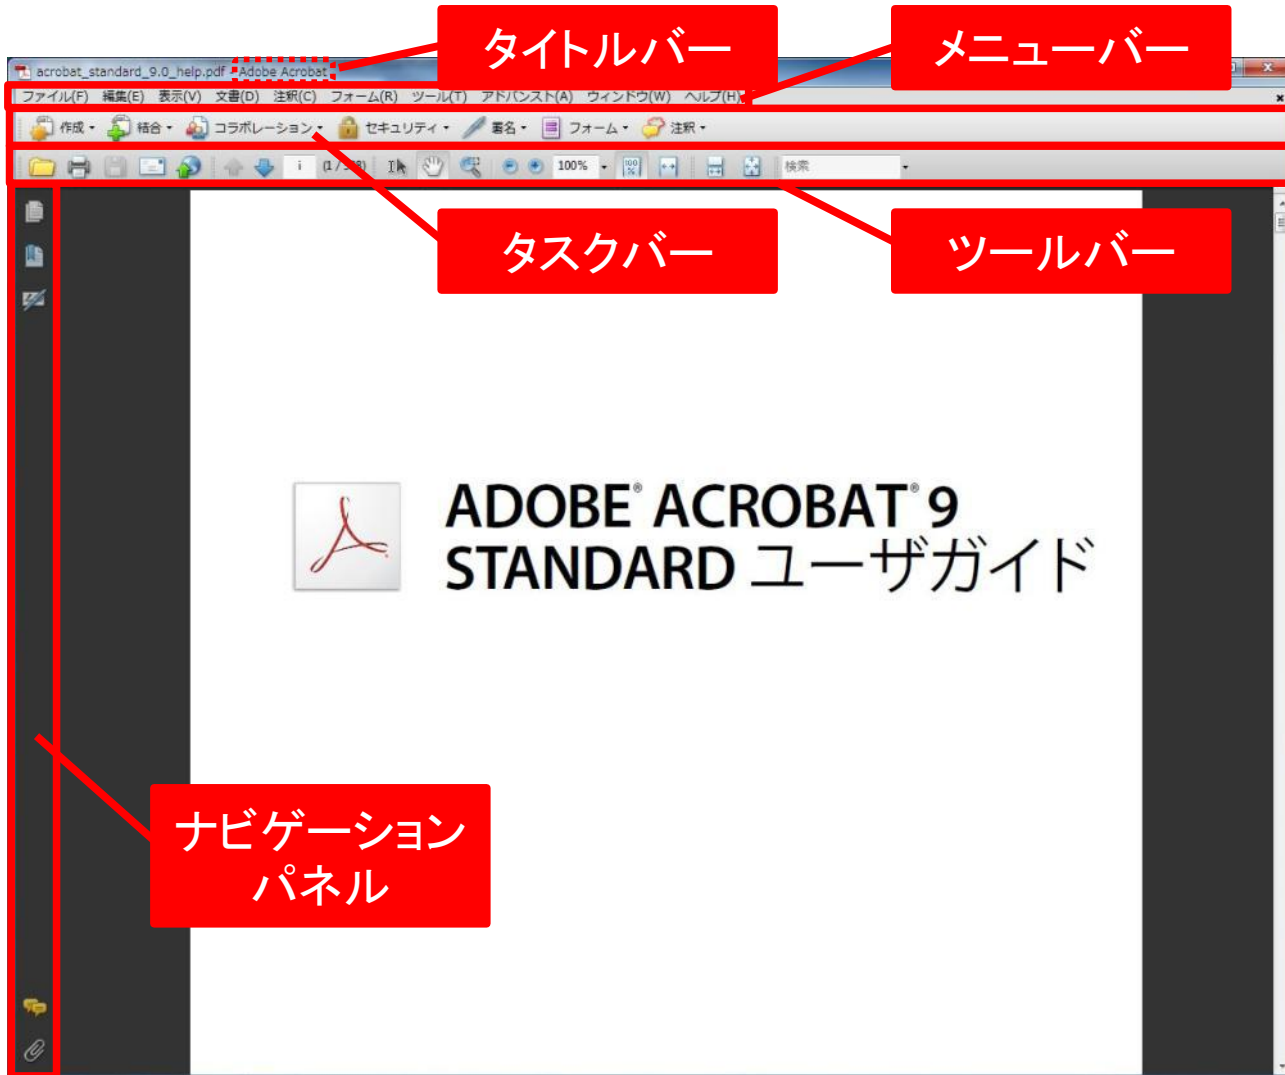 タイトルバー
メニューバー
acrobat_standard_9.0_help.pdf - Adobe Acrobat
ファイル(F) 編集(E) 表示(V) 文書(D) 注釈(C) フォーム(R) ツール(T) アドバンスト(A) ウィンドウ(W) ヘルプ(H)
作成 結合 コラボレーション セキュリティ 署名 フォーム 注釈
i (1 / 100% 検索
タスクバー
ツールバー
ADOBE® ACROBAT® 9
STANDARD ユーザガイド
ナビゲーション
パネル